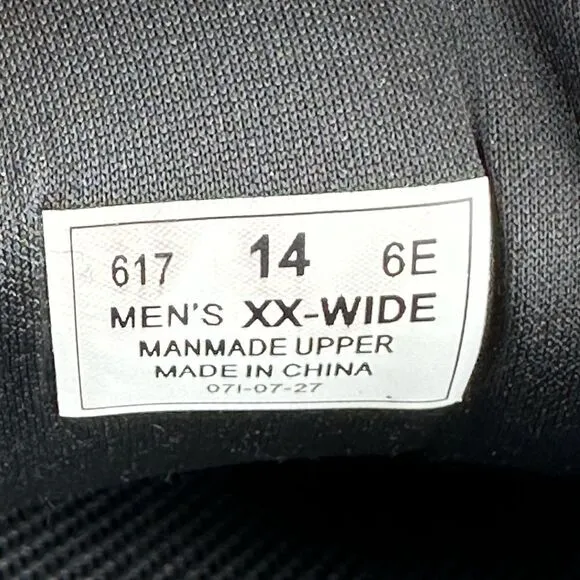 617 14 6E
MEN'S XX-WIDE
MANMADE UPPER
MADE IN CHINA
071-07-27